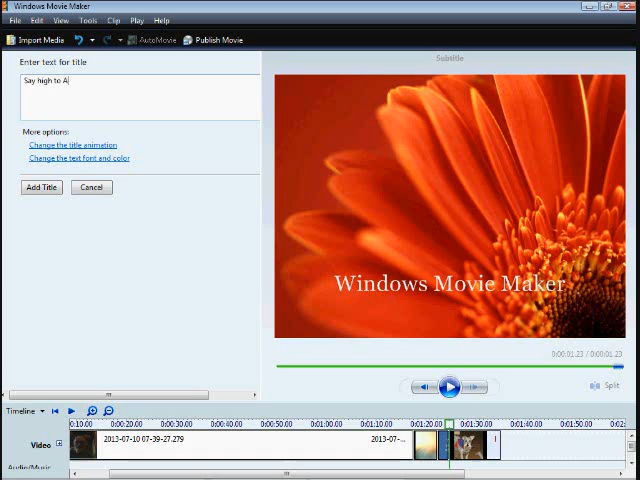 Windows Movie Maker
File Edit View Tools Clip Play Help
Import Media AutoMovie Publish Movie
Enter text for title
Subtitle
Say high to A
More options:
Change the title animation
Change the text font and color
Add Title Cancel
Windows Movie Maker
0:00:01.23 / 0:00:01.23
Split
Timeline
0:10.00 0:00:20.00 0:00:30.00 0:00:40.00 0:00:50.00 0:01:00.00 0:01:10.00 0:01:20.00 0:01:30.00 0:01:40.00 0:01:50.00 0:02:
Video 2013-07-10 07-39-27.279 2013-07-...
Audio/Music